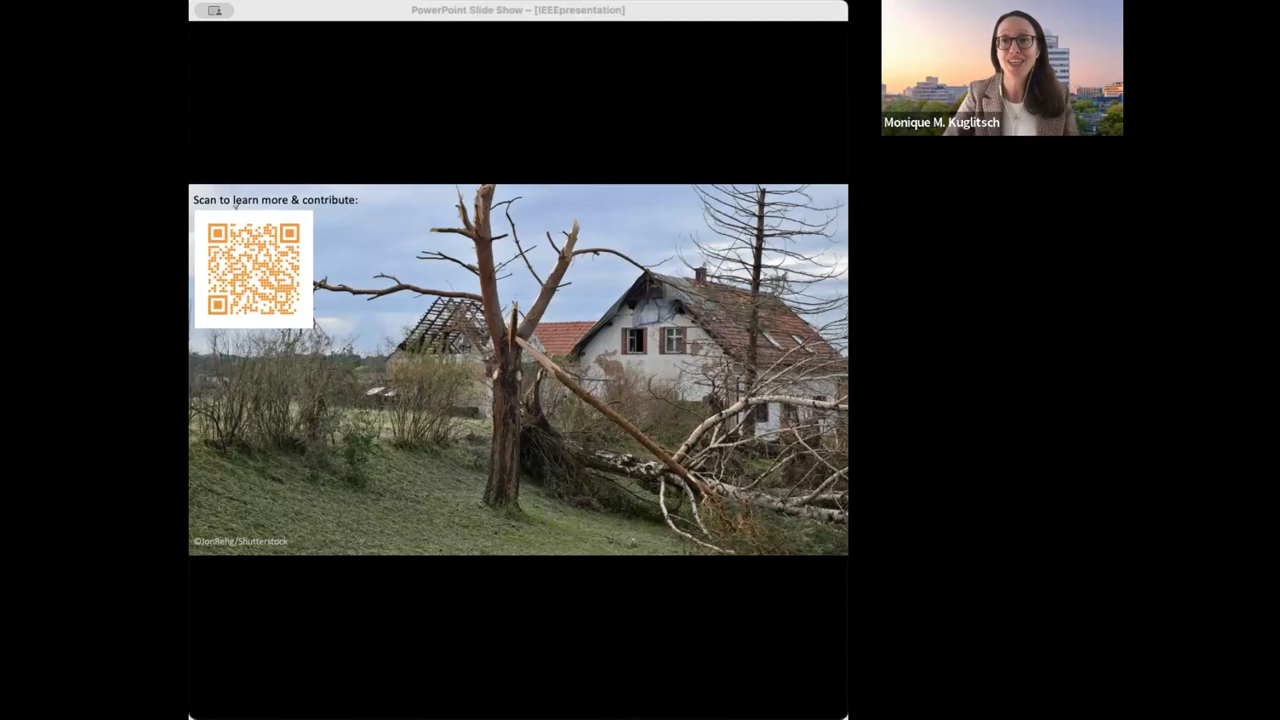 PowerPoint Slide Show – [IEEEpresentation]
Monique M. Kuglitsch
Scan to learn more & contribute:
©JonRehg/Shutterstock